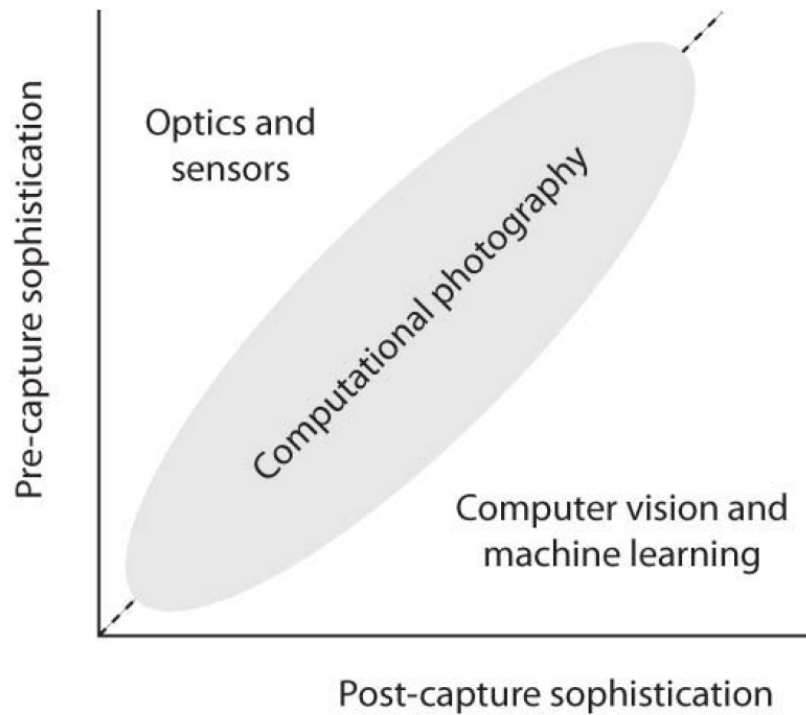 Pre-capture sophistication
Optics and
sensors
Computational photography
Computer vision and
machine learning
Post-capture sophistication